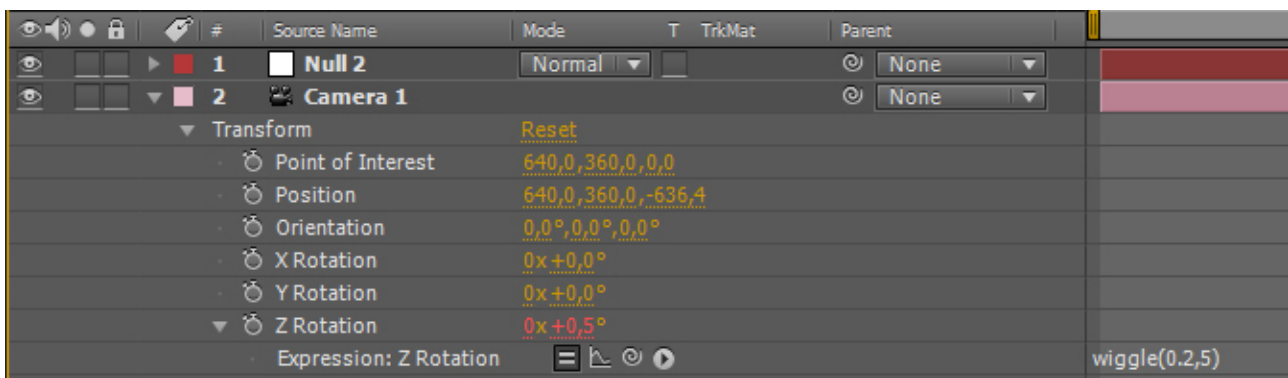 # Source Name Mode T TrkMat Parent
1 Null 2 Normal None
2 Camera 1 None
Transform Reset
Point of Interest 640,0,360,0,0,0
Position 640,0,360,0,-636,4
Orientation 0,0°,0,0°,0,0°
X Rotation 0x+0,0°
Y Rotation 0x+0,0°
Z Rotation 0x+0,5°
Expression: Z Rotation wiggle(0.2,5)